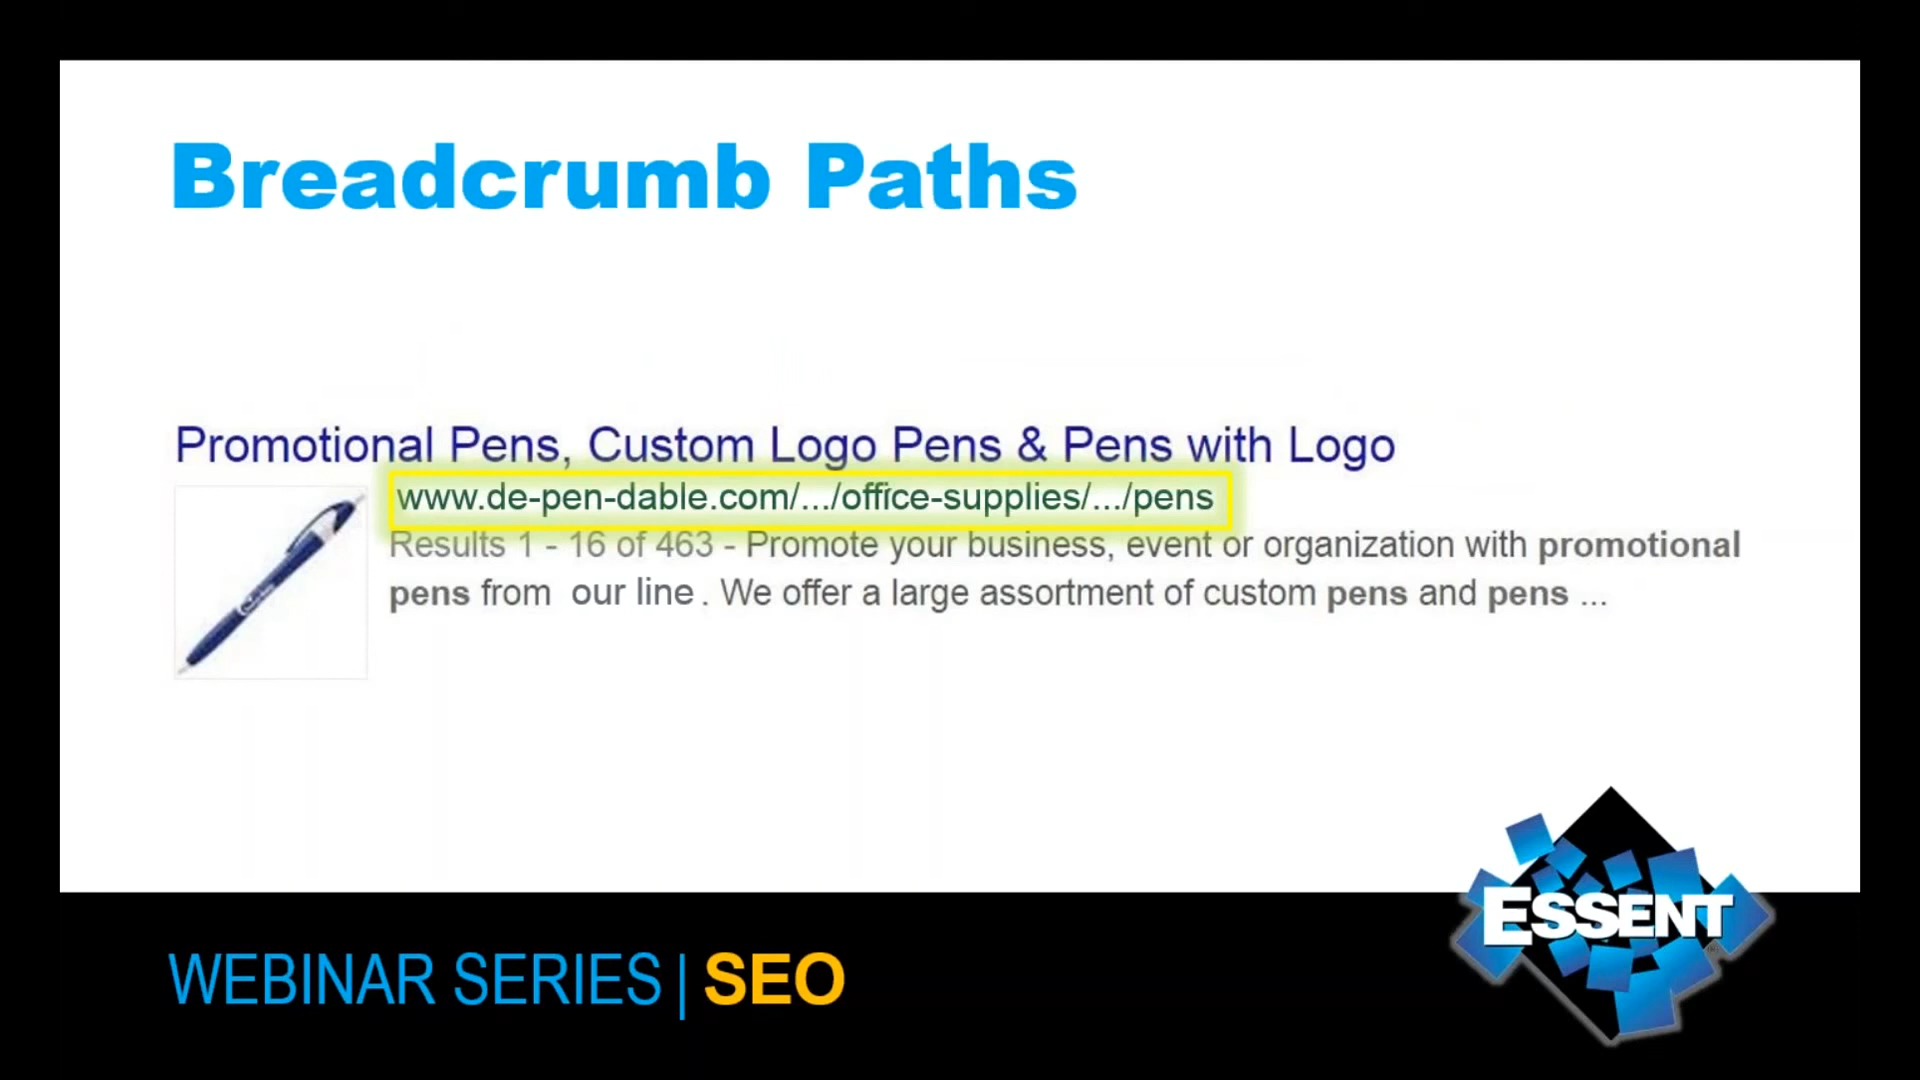 Breadcrumb Paths
Promotional Pens, Custom Logo Pens & Pens with Logo
www.de-pen-dable.com/.../office-supplies/.../pens
Results 1 - 16 of 463 - Promote your business, event or organization with promotional
pens from our line. We offer a large assortment of custom pens and pens ...
ESSENT
WEBINAR SERIES | SEO